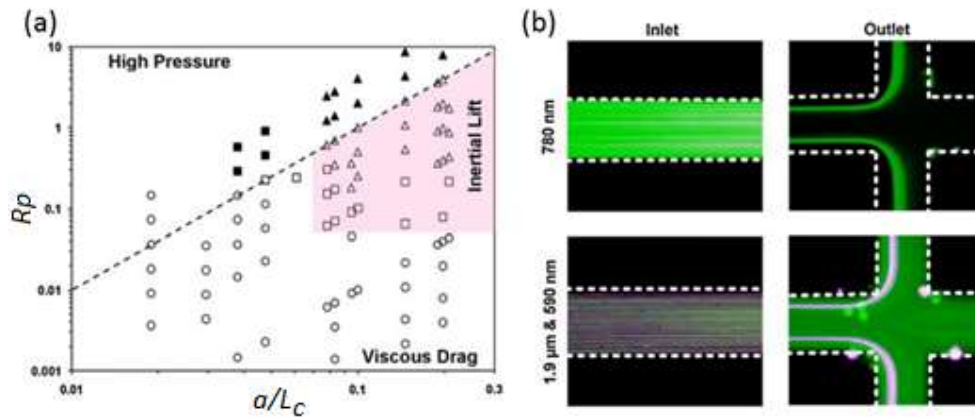 (a)
High Pressure
Inertial Lift
Viscous Drag
Rp
10
1
0.1
0.01
0.001
0.01
0.1
0.3
a/L_C
(b)
Inlet
Outlet
780 nm
1.9 μm & 590 nm